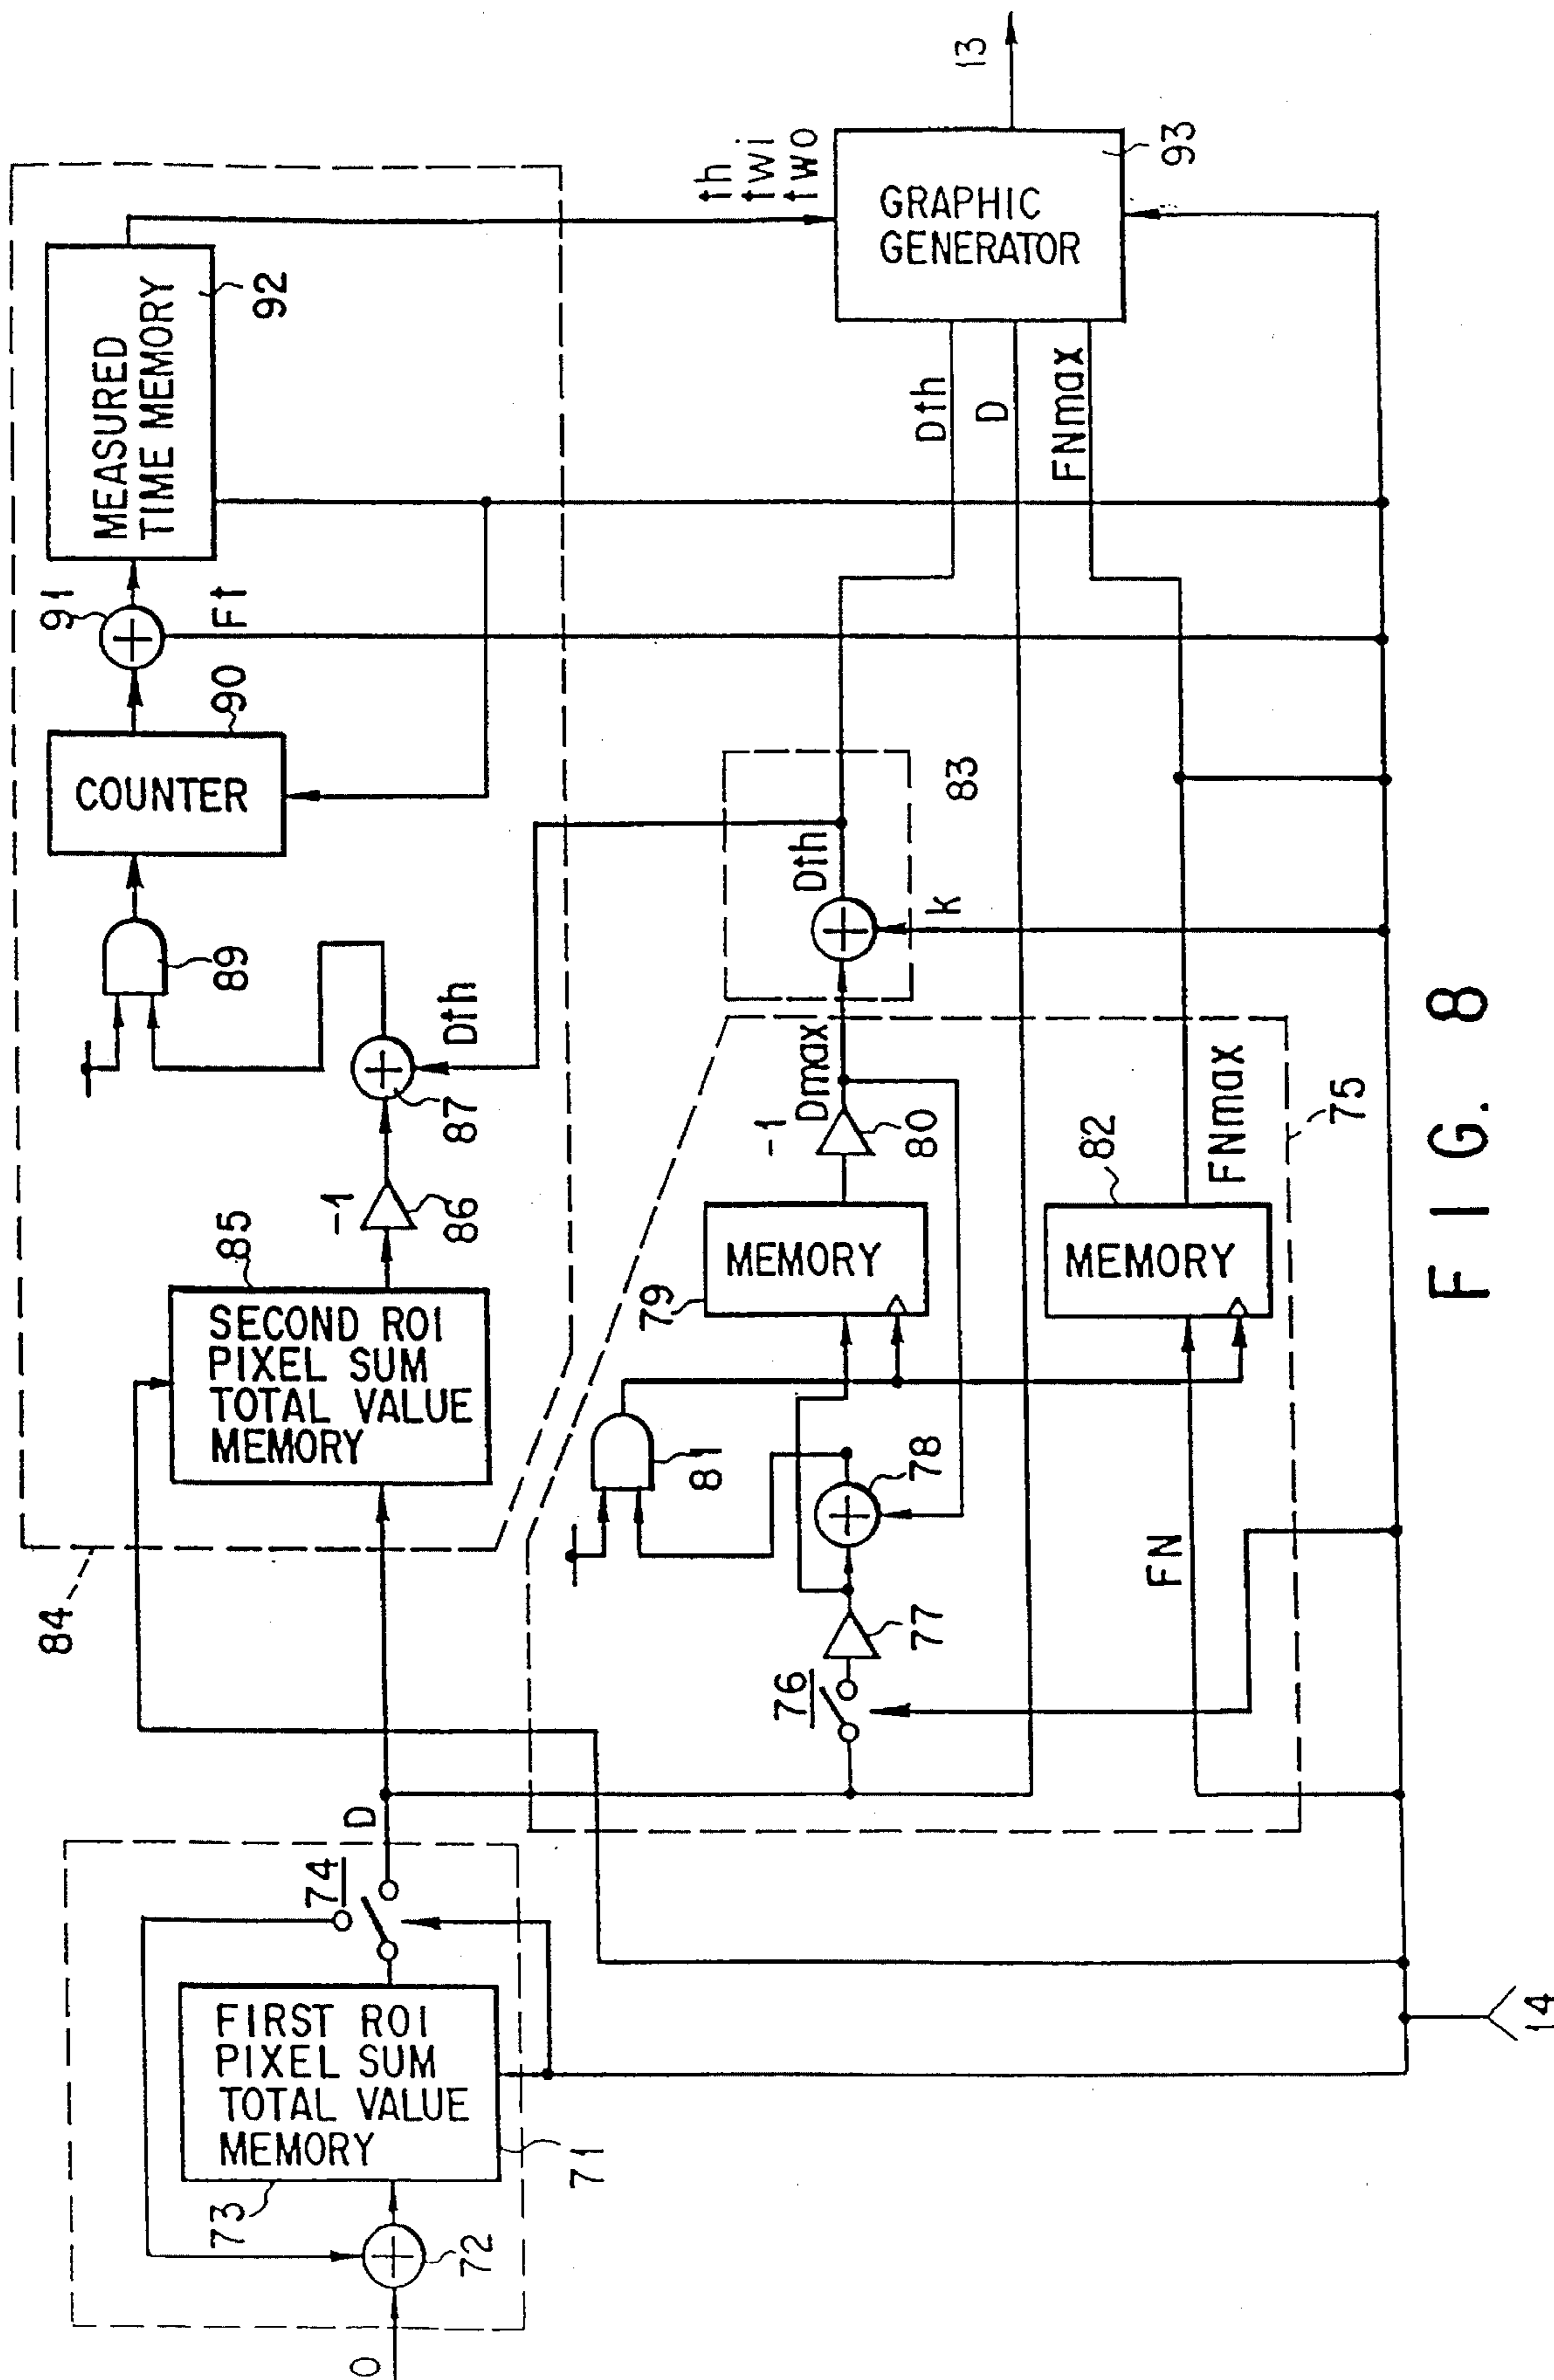 O
72
73
FIRST ROI
PIXEL SUM
TOTAL VALUE
MEMORY
71
74
D
84
SECOND ROI
PIXEL SUM
TOTAL VALUE
MEMORY
85
-1
86
87
Dth
89
COUNTER
90
91
Ft
MEASURED
TIME MEMORY
92
76
77
78
81
79
MEMORY
-1
80
Dmax
Dth
k
83
FN
MEMORY
82
FNmax
75
Dth
D
FNmax
th
twi
two
GRAPHIC
GENERATOR
93
13
14
FIG. 8